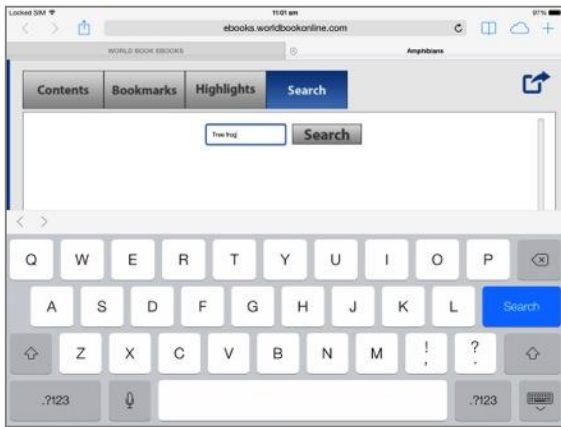 Locked SIM 11:01 am 97%
ebooks.worldbookonline.com
WORLD BOOK EBOOKS Amphibians
Contents Bookmarks Highlights Search
Tree frog Search
Q W E R T Y U I O P
A S D F G H J K L Search
Z X C V B N M ! , ? .
.?123 .?123